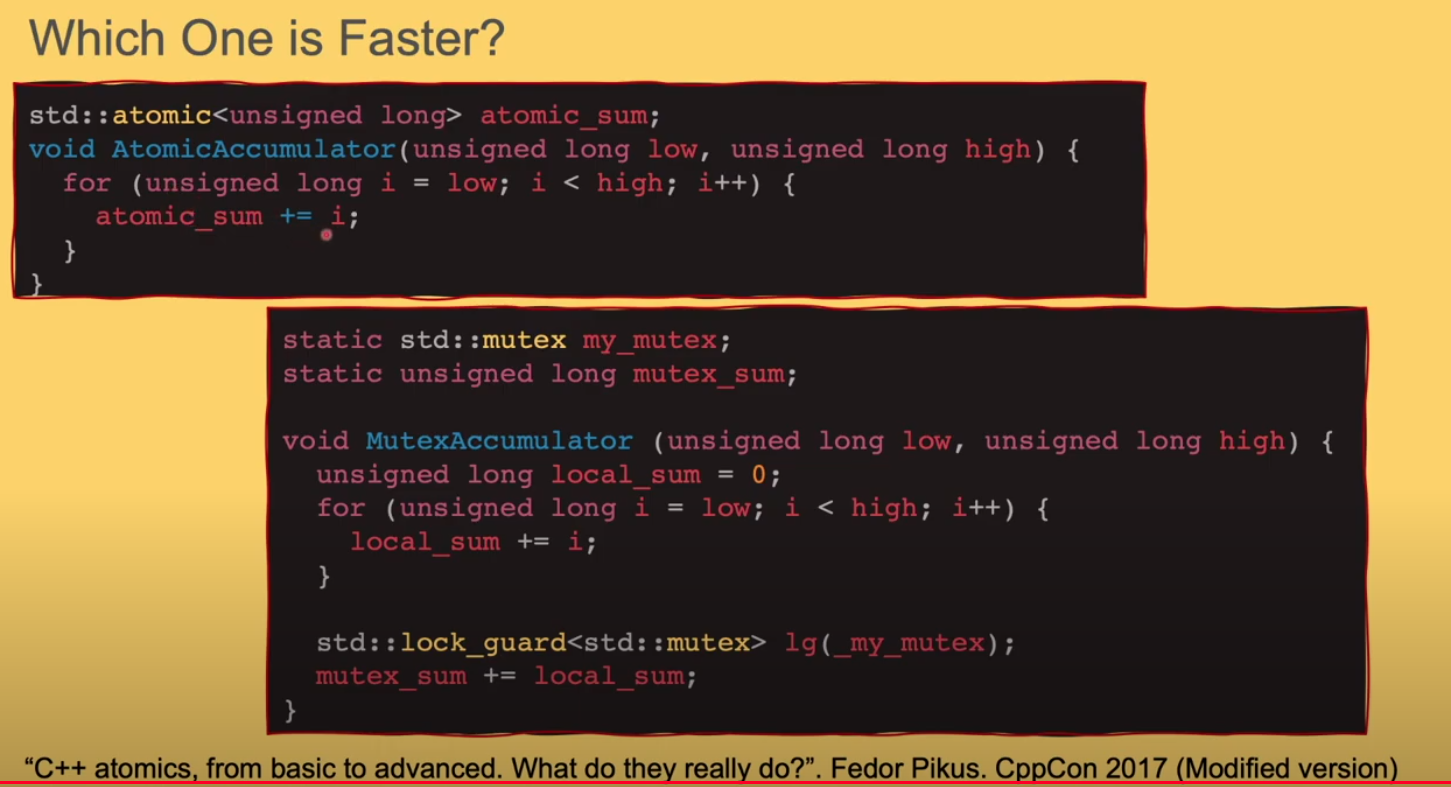 Which One is Faster?
std::atomic<unsigned long> atomic_sum;
void AtomicAccumulator(unsigned long low, unsigned long high) {
  for (unsigned long i = low; i < high; i++) {
    atomic_sum += i;
  }
}
static std::mutex my_mutex;
static unsigned long mutex_sum;
void MutexAccumulator (unsigned long low, unsigned long high) {
  unsigned long local_sum = 0;
  for (unsigned long i = low; i < high; i++) {
    local_sum += i;
  }
  std::lock_guard<std::mutex> lg(_my_mutex);
  mutex_sum += local_sum;
}
“C++ atomics, from basic to advanced. What do they really do?”. Fedor Pikus. CppCon 2017 (Modified version)